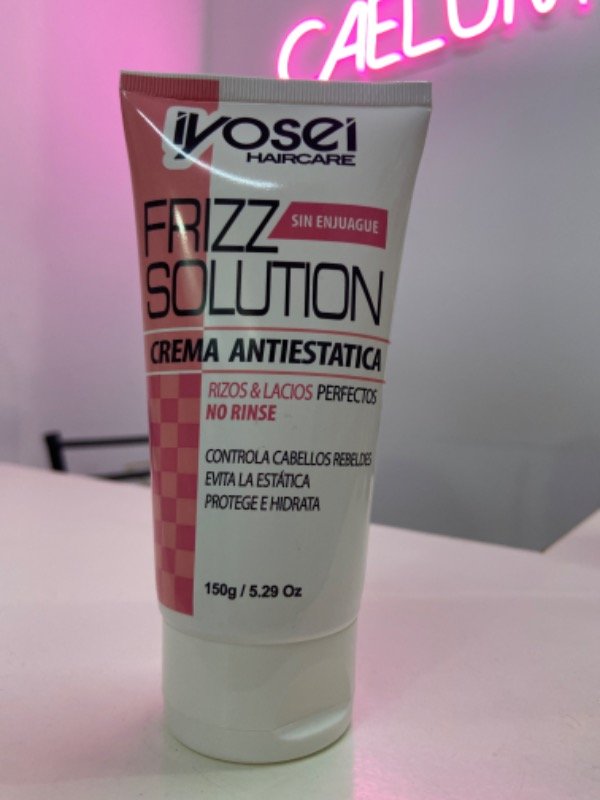 iyosei
HAIRCARE
FRIZZ
SIN ENJUAGUE
SOLUTION
CREMA ANTIESTATICA
RIZOS & LACIOS PERFECTOS
NO RINSE
CONTROLA CABELLOS REBELDES
EVITA LA ESTÁTICA
PROTEGE E HIDRATA
150g / 5.29 Oz